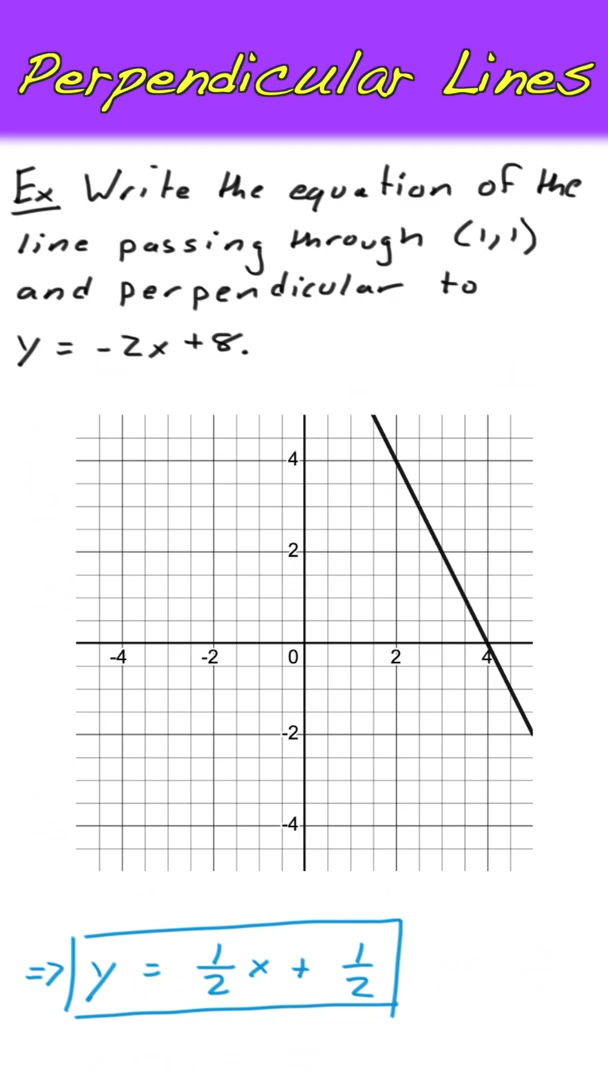 Perpendicular Lines
Ex Write the equation of the
line passing through (1,1)
and perpendicular to
y = -2x +8.
4
2
-4 -2 0 2 4
-2
-4
=> y = 1/2 x + 1/2